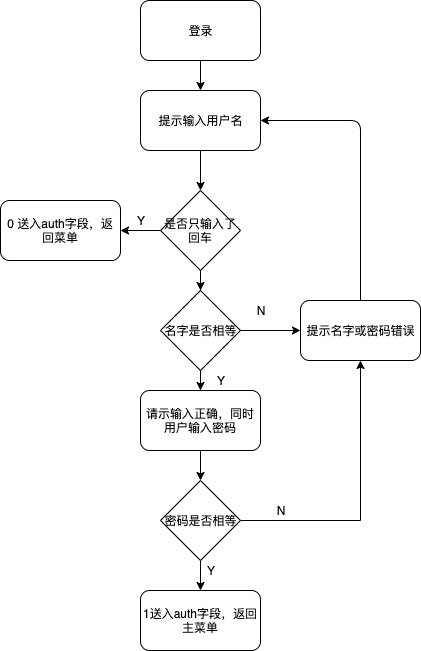 登录
提示输入用户名
是否只输入了
回车
Y
0 送入auth字段，返
回菜单
名字是否相等
N
提示名字或密码错误
Y
请示输入正确，同时
用户输入密码
密码是否相等
N
Y
1送入auth字段，返回
主菜单